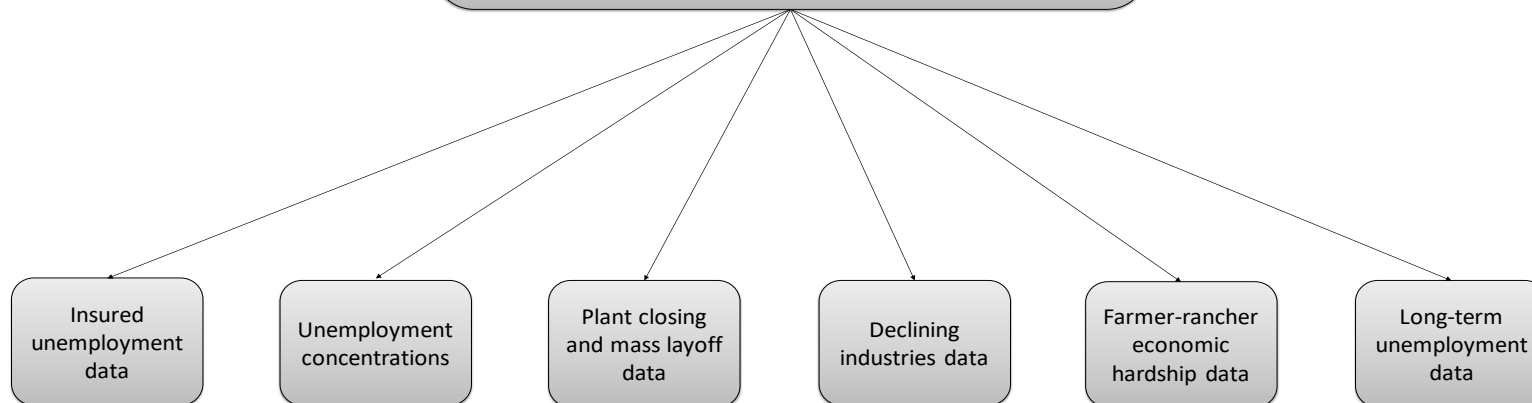 Insured
unemployment
data
Unemployment
concentrations
Plant closing
and mass layoff
data
Declining
industries data
Farmer-rancher
economic
hardship data
Long-term
unemployment
data